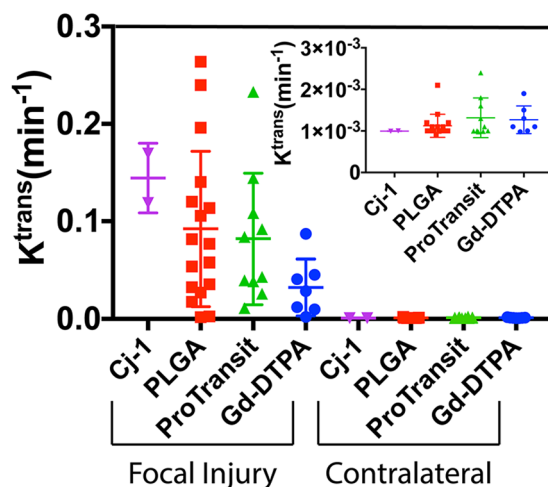 0.3
0.2
0.1
0.0
Ktrans(min-1)
3×10-3
2×10-3
1×10-3
0
Ktrans(min-1)
Cj-1
PLGA
ProTransit
Gd-DTPA
Cj-1
PLGA
ProTransit
Gd-DTPA
Cj-1
PLGA
ProTransit
Gd-DTPA
Focal Injury
Contralateral